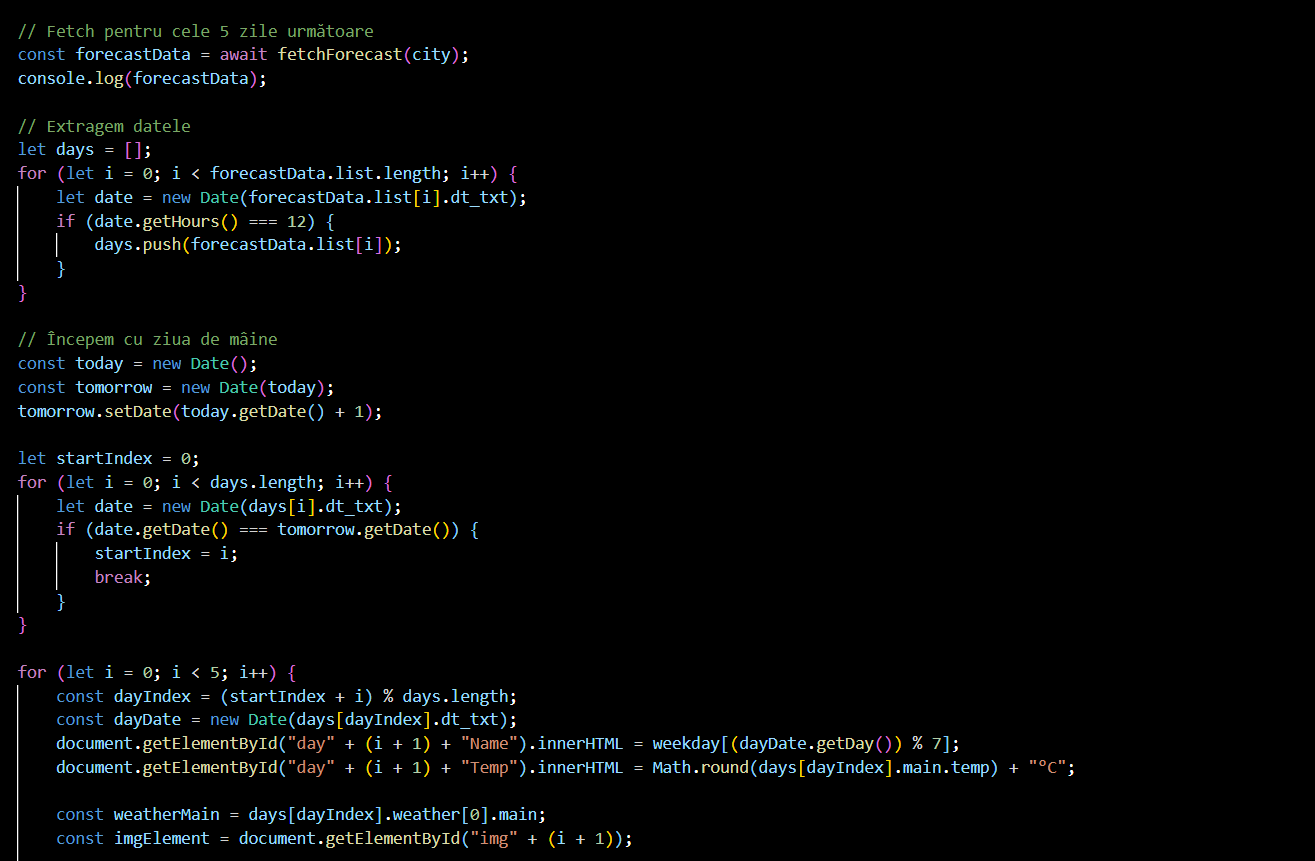 // Fetch pentru cele 5 zile următoare
const forecastData = await fetchForecast(city);
console.log(forecastData);
// Extragem datele
let days = [];
for (let i = 0; i < forecastData.list.length; i++) {
    let date = new Date(forecastData.list[i].dt_txt);
    if (date.getHours() === 12) {
        days.push(forecastData.list[i]);
    }
}
// Începem cu ziua de mâine
const today = new Date();
const tomorrow = new Date(today);
tomorrow.setDate(today.getDate() + 1);
let startIndex = 0;
for (let i = 0; i < days.length; i++) {
    let date = new Date(days[i].dt_txt);
    if (date.getDate() === tomorrow.getDate()) {
        startIndex = i;
        break;
    }
}
for (let i = 0; i < 5; i++) {
    const dayIndex = (startIndex + i) % days.length;
    const dayDate = new Date(days[dayIndex].dt_txt);
    document.getElementById("day" + (i + 1) + "Name").innerHTML = weekday[(dayDate.getDay()) % 7];
    document.getElementById("day" + (i + 1) + "Temp").innerHTML = Math.round(days[dayIndex].main.temp) + "°C";
    const weatherMain = days[dayIndex].weather[0].main;
    const imgElement = document.getElementById("img" + (i + 1));